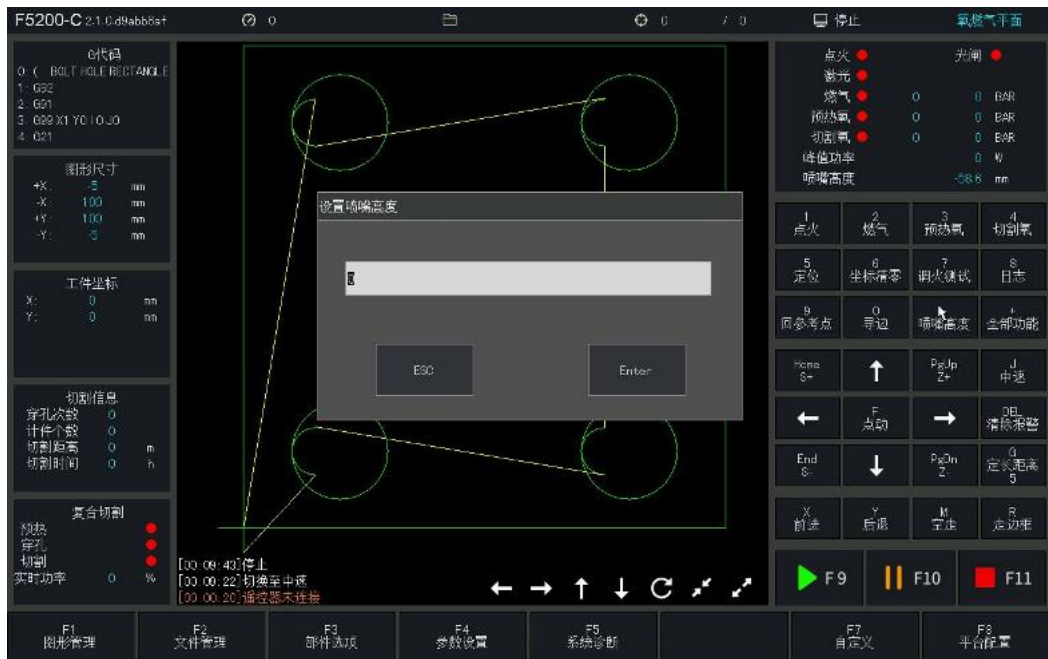 F5200-C 2.1.0.d9abb8af 0 0 / 0 停止 氧燃气平面
G代码
0: ( BOLT HOLE RECTANGLE
1: G92
2: G91
3: G99 X1 Y0 I0 J0
4: G21
图形尺寸
+X: -5 mm
-X: 100 mm
+Y: 100 mm
-Y: -5 mm
工件坐标
X: 0 mm
Y: 0 mm
切割信息
穿孔次数 0
计件个数 0
切割距离 0 m
切割时间 0 h
复合切割
预热
穿孔
切割
实时功率 0 %
设置喷嘴高度
0
ESC Enter
[00:09:43]停止
[00:09:22]切换至中速
[00:00:20]遥控器未连接
点火 光闸
激光
燃气 0 0 BAR
预热氧 0 0 BAR
切割氧 0 0 BAR
峰值功率 0 W
喷嘴高度 -58.6 mm
1 2 3 4
点火 燃气 预热氧 切割氧
5 6 7 8
定位 坐标清零 调火测试 日志
9 0 +
回参考点 寻边 喷嘴高度 全部功能
Home PgUp J
S+ Z+ 中速
F DEL
点动 清除报警
End PgDn G
S- Z- 定长距离
5
X Y M R
前进 后退 空走 走边框
F9 F10 F11
F1 F2 F3 F4 F5 F7 F8
图形管理 文件管理 部件选项 参数设置 系统诊断 自定义 平台配置